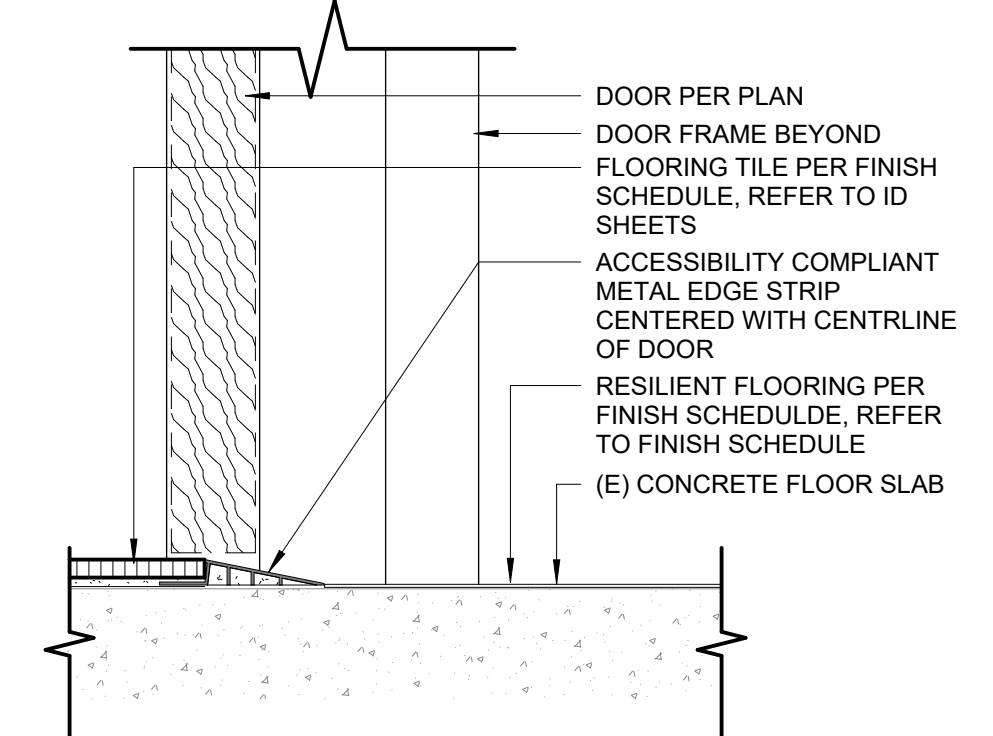 DOOR PER PLAN
DOOR FRAME BEYOND
FLOORING TILE PER FINISH
SCHEDULE, REFER TO ID
SHEETS
ACCESSIBILITY COMPLIANT
METAL EDGE STRIP
CENTERED WITH CENTRLINE
OF DOOR
RESILIENT FLOORING PER
FINISH SCHEDULDE, REFER
TO FINISH SCHEDULE
(E) CONCRETE FLOOR SLAB